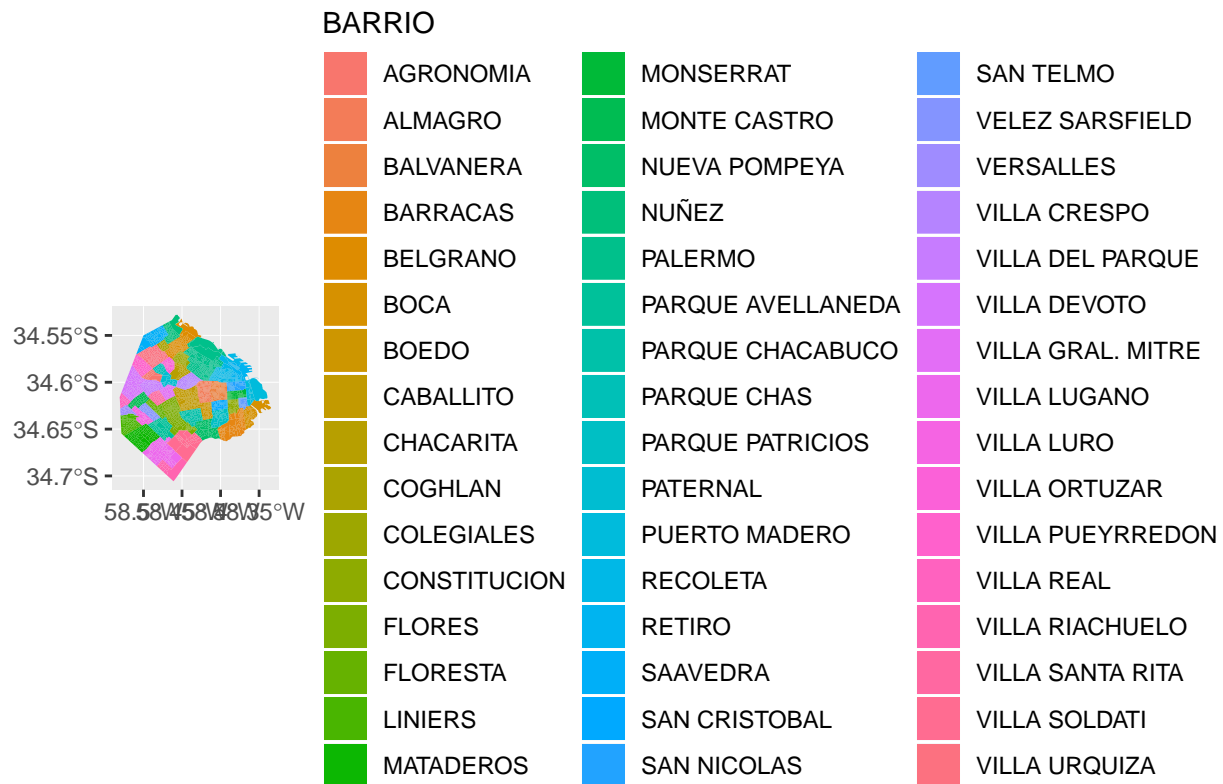 BARRIO
AGRONOMIA
ALMAGRO
BALVANERA
BARRACAS
BELGRANO
BOCA
BOEDO
CABALLITO
CHACARITA
COGHLAN
COLEGIALES
CONSTITUCION
FLORES
FLORESTA
LINIERS
MATADEROS
MONSERRAT
MONTE CASTRO
NUEVA POMPEYA
NUÑEZ
PALERMO
PARQUE AVELLANEDA
PARQUE CHACABUCO
PARQUE CHAS
PARQUE PATRICIOS
PATERNAL
PUERTO MADERO
RECOLETA
RETIRO
SAAVEDRA
SAN CRISTOBAL
SAN NICOLAS
SAN TELMO
VELEZ SARSFIELD
VERSALLES
VILLA CRESPO
VILLA DEL PARQUE
VILLA DEVOTO
VILLA GRAL. MITRE
VILLA LUGANO
VILLA LURO
VILLA ORTUZAR
VILLA PUEYRREDON
VILLA REAL
VILLA RIACHUELO
VILLA SANTA RITA
VILLA SOLDATI
VILLA URQUIZA
34.55°S
34.6°S
34.65°S
34.7°S